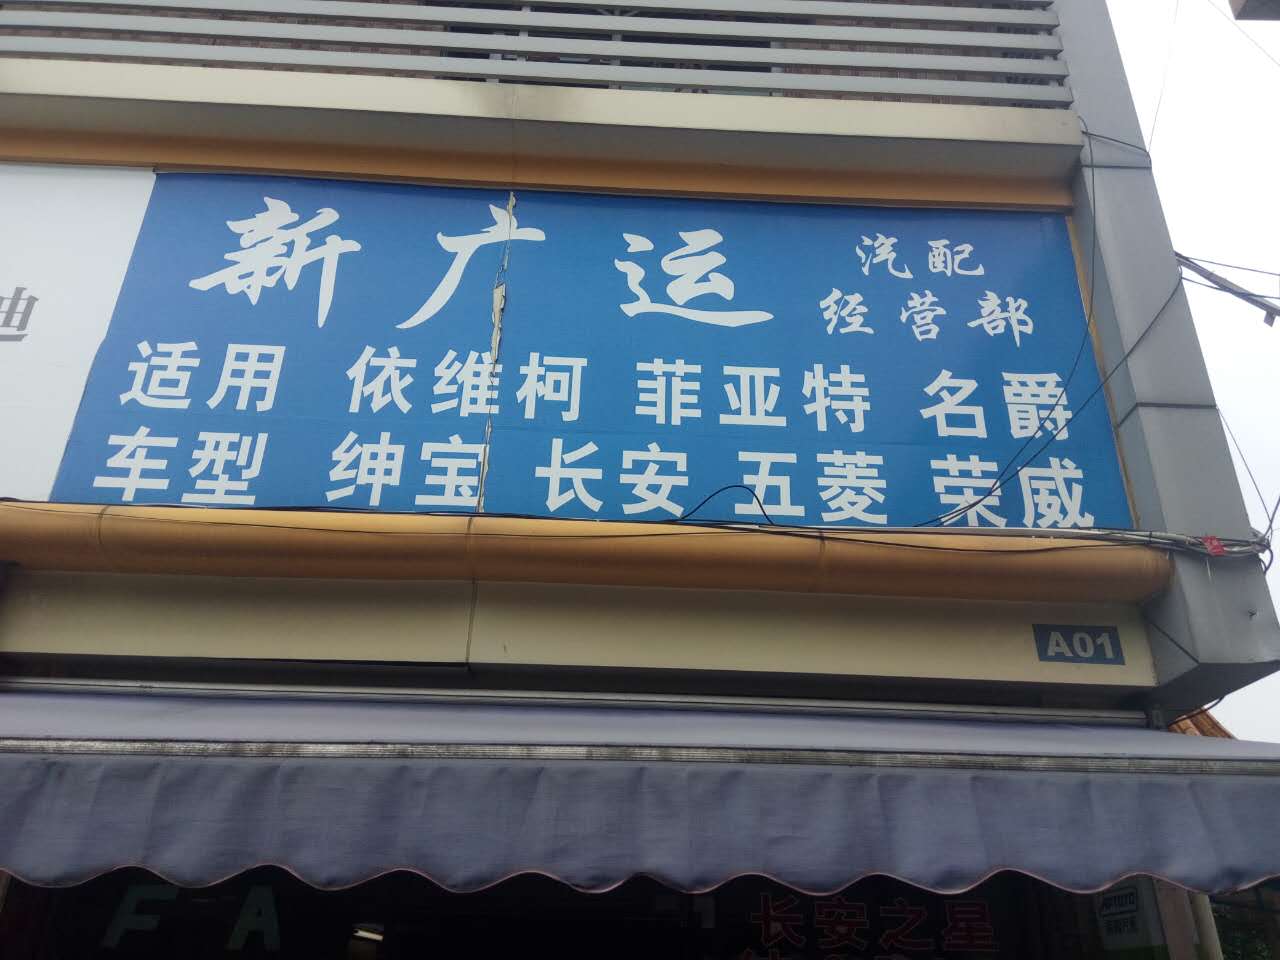 迪
新广运 汽配
经营部
适用 依维柯 菲亚特 名爵
车型 绅宝 长安 五菱 荣威
A01
F A
长安之星